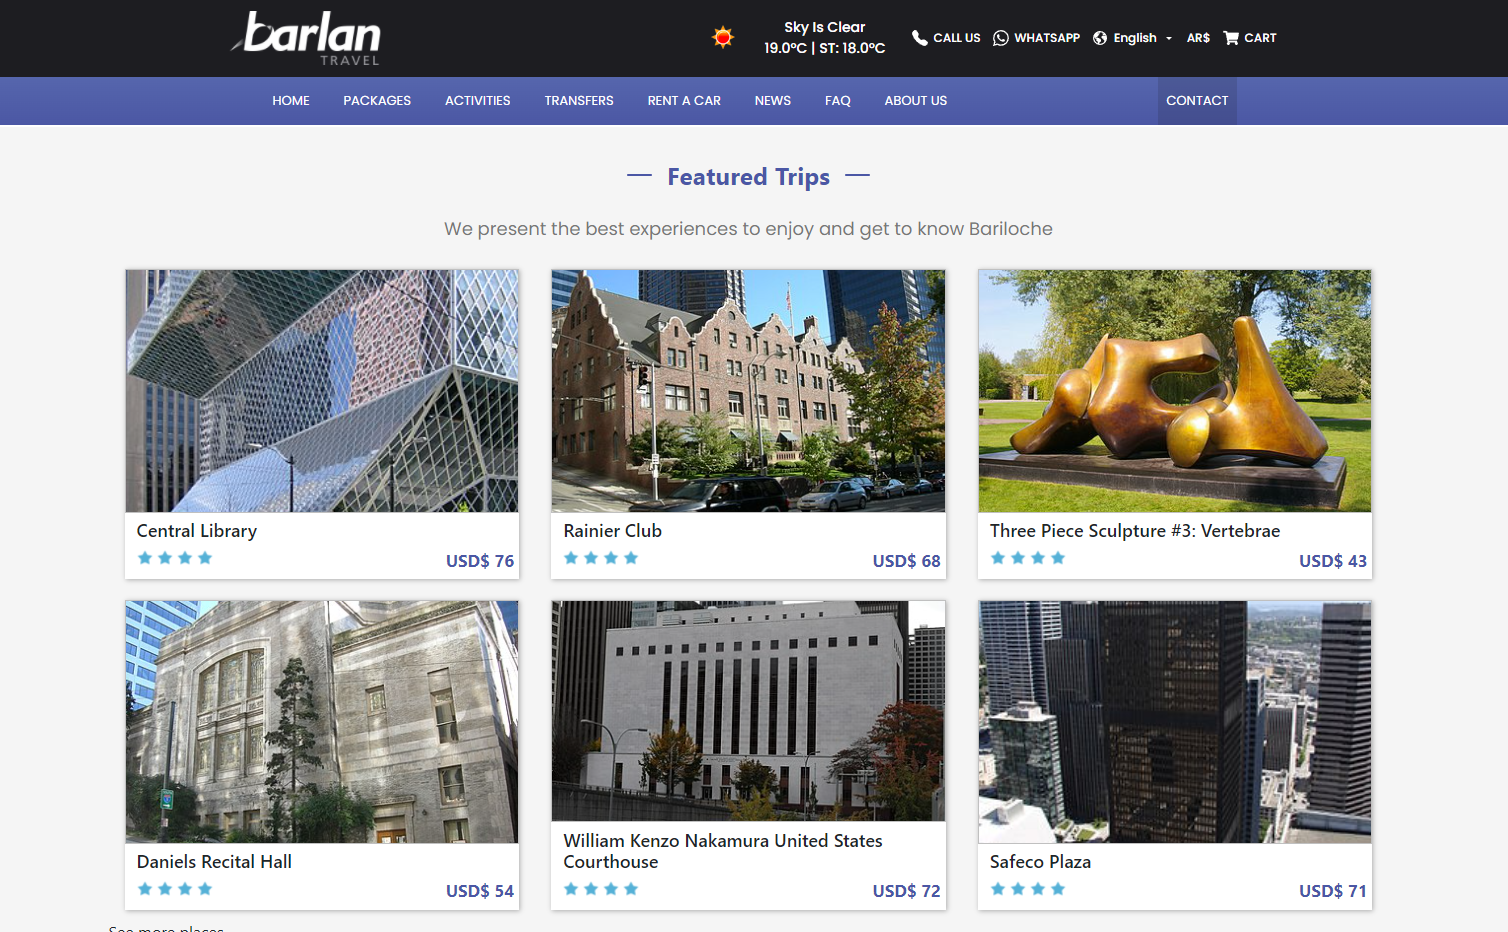 barlan
TRAVEL
Sky Is Clear
19.0ºC | ST: 18.0ºC
CALL US
WHATSAPP
English
AR$
CART
HOME
PACKAGES
ACTIVITIES
TRANSFERS
RENT A CAR
NEWS
FAQ
ABOUT US
CONTACT
Featured Trips
We present the best experiences to enjoy and get to know Bariloche
Central Library
USD$ 76
Rainier Club
USD$ 68
Three Piece Sculpture #3: Vertebrae
USD$ 43
Daniels Recital Hall
USD$ 54
William Kenzo Nakamura United States
Courthouse
USD$ 72
Safeco Plaza
USD$ 71
See more places